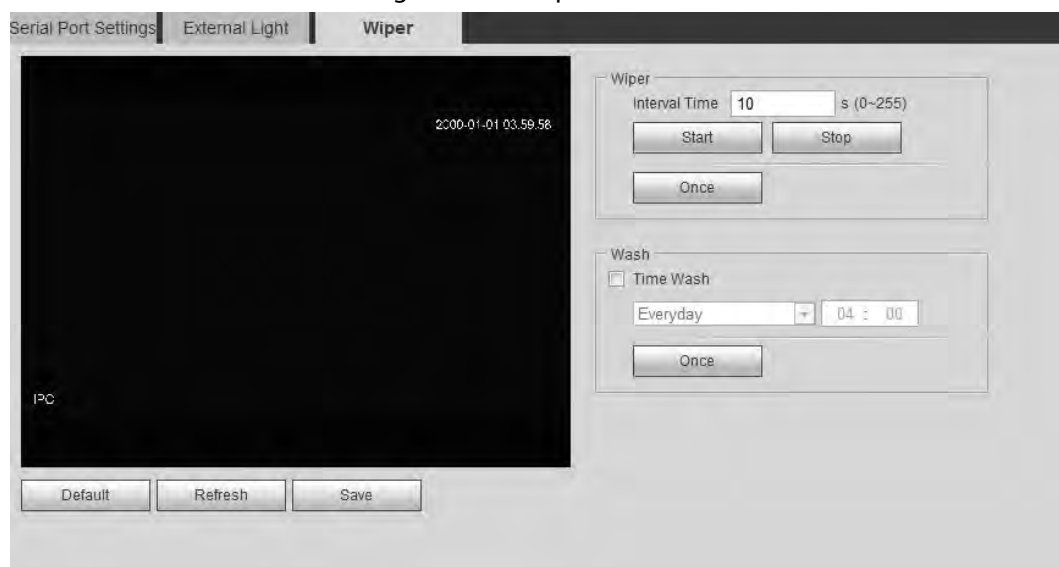 Serial Port Settings External Light Wiper
2000-01-01 03:59:58
IPC
Default Refresh Save
Wiper
Interval Time 10 s (0~255)
Start Stop
Once
Wash
Time Wash
Everyday 04 : 00
Once